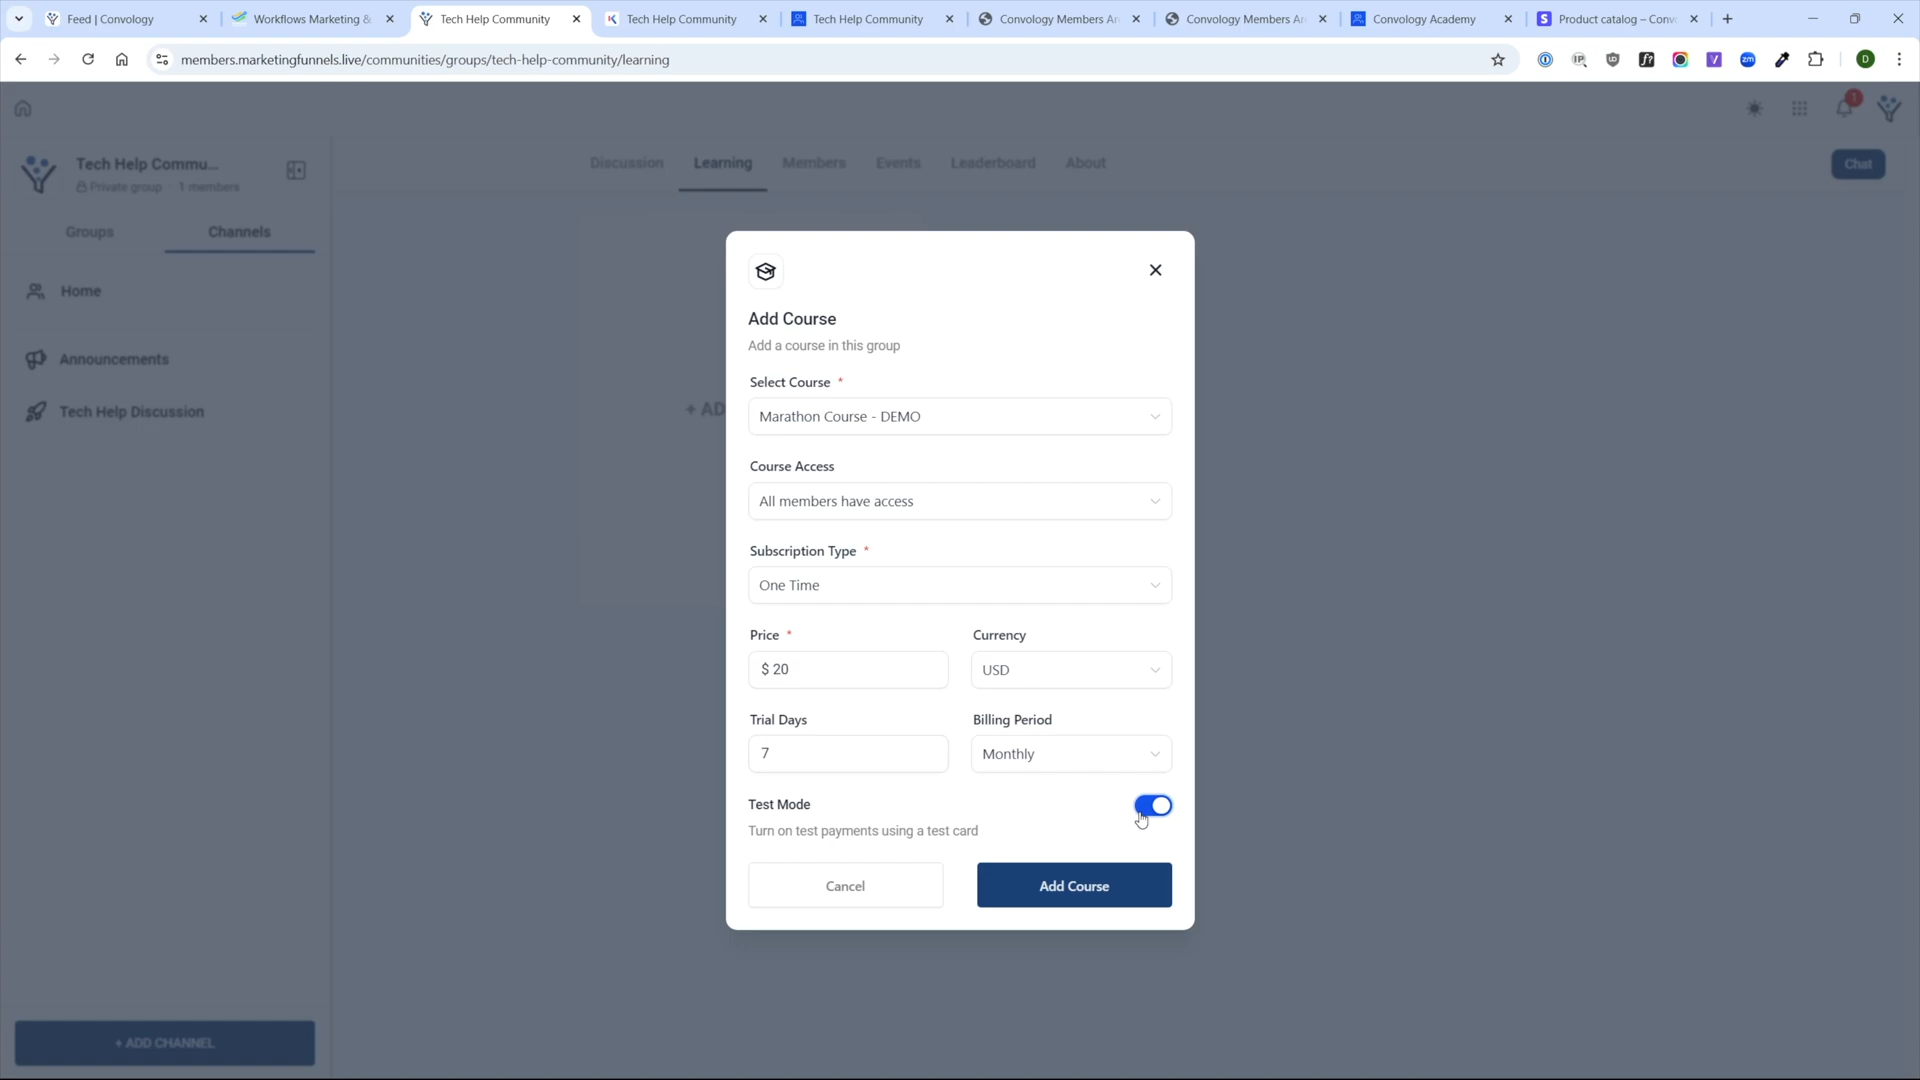 Feed | Convology
Workflows Marketing &
Tech Help Community
Tech Help Community
Tech Help Community
Convology Members Ar
Convology Members Ar
Convology Academy
Product catalog – Conv
members.marketingfunnels.live/communities/groups/tech-help-community/learning
D
1
Tech Help Commu...
Private group · 1 members
Discussion
Learning
Members
Events
Leaderboard
About
Chat
Groups
Channels
Home
Announcements
Tech Help Discussion
+ AD
+ ADD CHANNEL
Add Course
Add a course in this group
Select Course *
Marathon Course - DEMO
Course Access
All members have access
Subscription Type *
One Time
Price *
Currency
$ 20
USD
Trial Days
Billing Period
7
Monthly
Test Mode
Turn on test payments using a test card
Cancel
Add Course